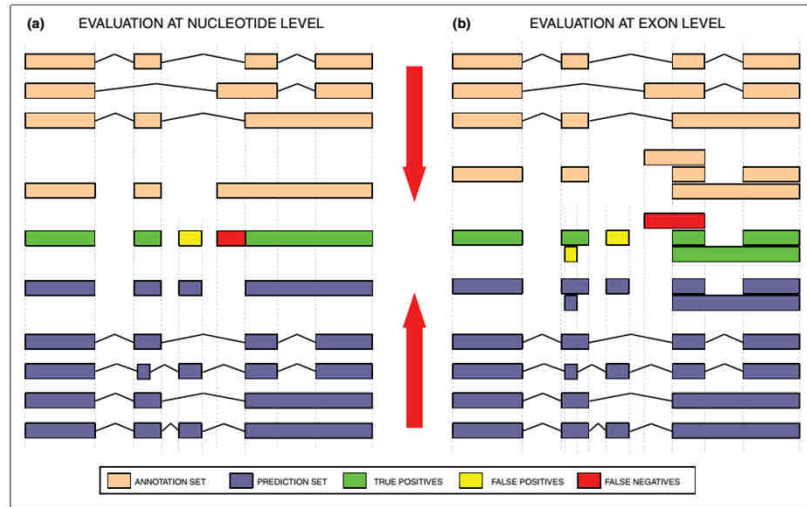 (a) EVALUATION AT NUCLEOTIDE LEVEL
(b) EVALUATION AT EXON LEVEL
ANNOTATION SET PREDICTION SET TRUE POSITIVES FALSE POSITIVES FALSE NEGATIVES